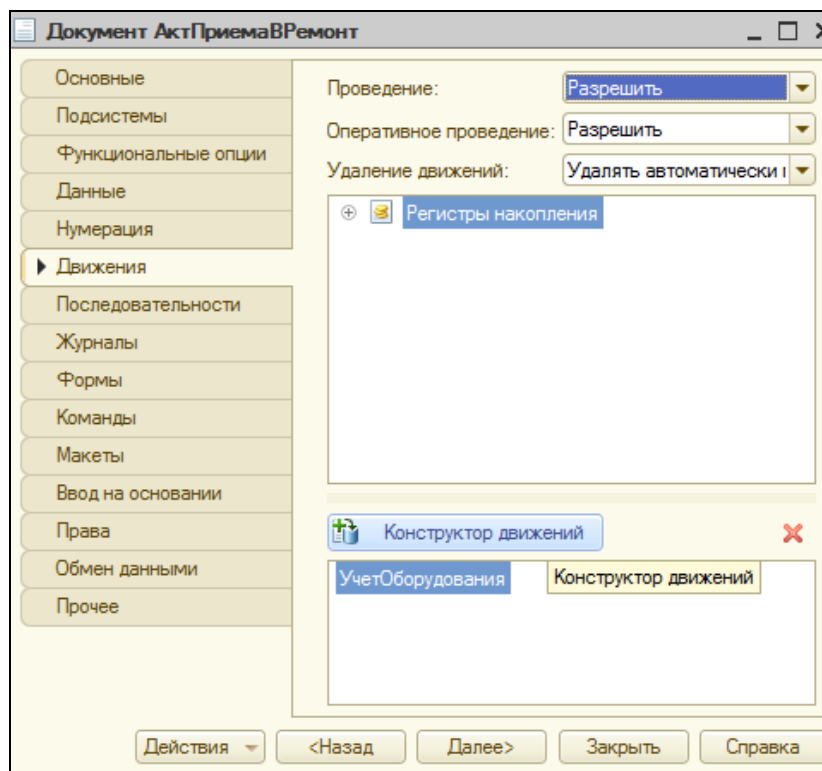 Документ АктПриемаВРемонт
Основные
Подсистемы
Функциональные опции
Данные
Нумерация
Движения
Последовательности
Журналы
Формы
Команды
Макеты
Ввод на основании
Права
Обмен данными
Прочее
Проведение: Разрешить
Оперативное проведение: Разрешить
Удаление движений: Удалять автоматически
Регистры накопления
Конструктор движений
УчетОборудования
Конструктор движений
Действия <Назад Далее> Закрыть Справка